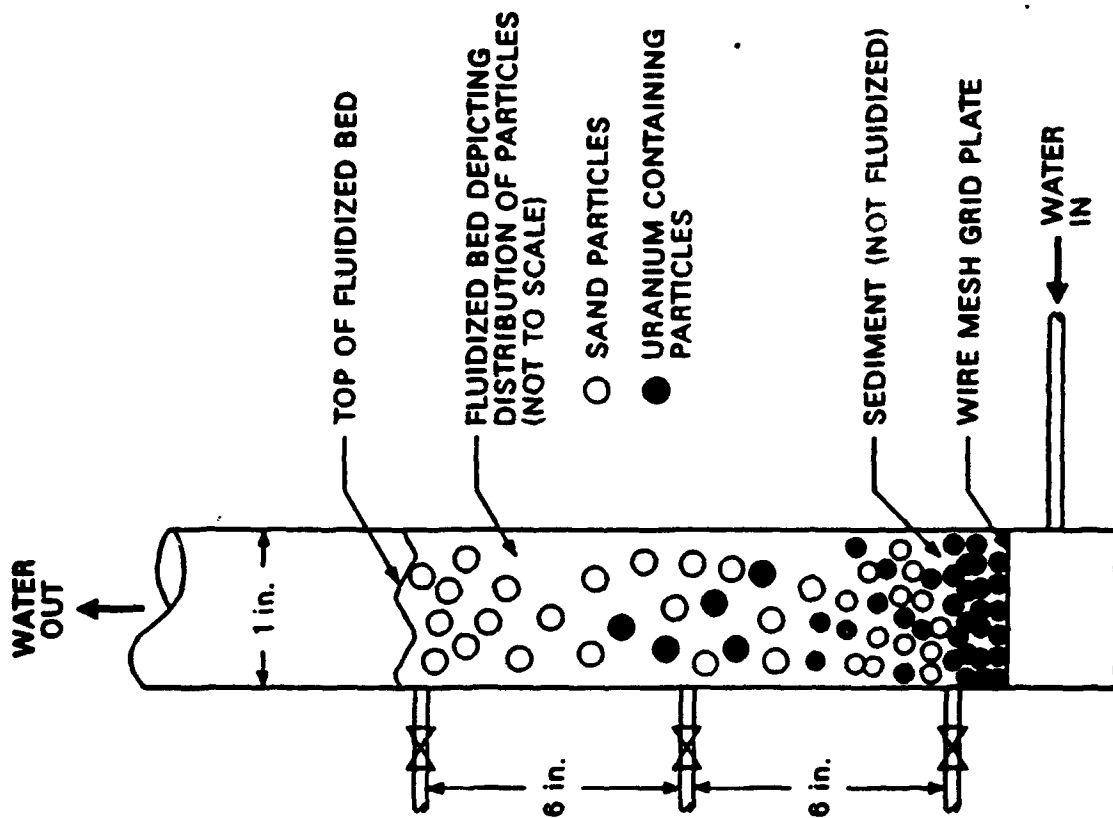 WATER
OUT
1 in.
TOP OF FLUIDIZED BED
FLUIDIZED BED DEPICTING
DISTRIBUTION OF PARTICLES
(NOT TO SCALE)
SAND PARTICLES
URANIUM CONTAINING
PARTICLES
6 in.
6 in.
SEDIMENT (NOT FLUIDIZED)
WIRE MESH GRID PLATE
WATER
IN